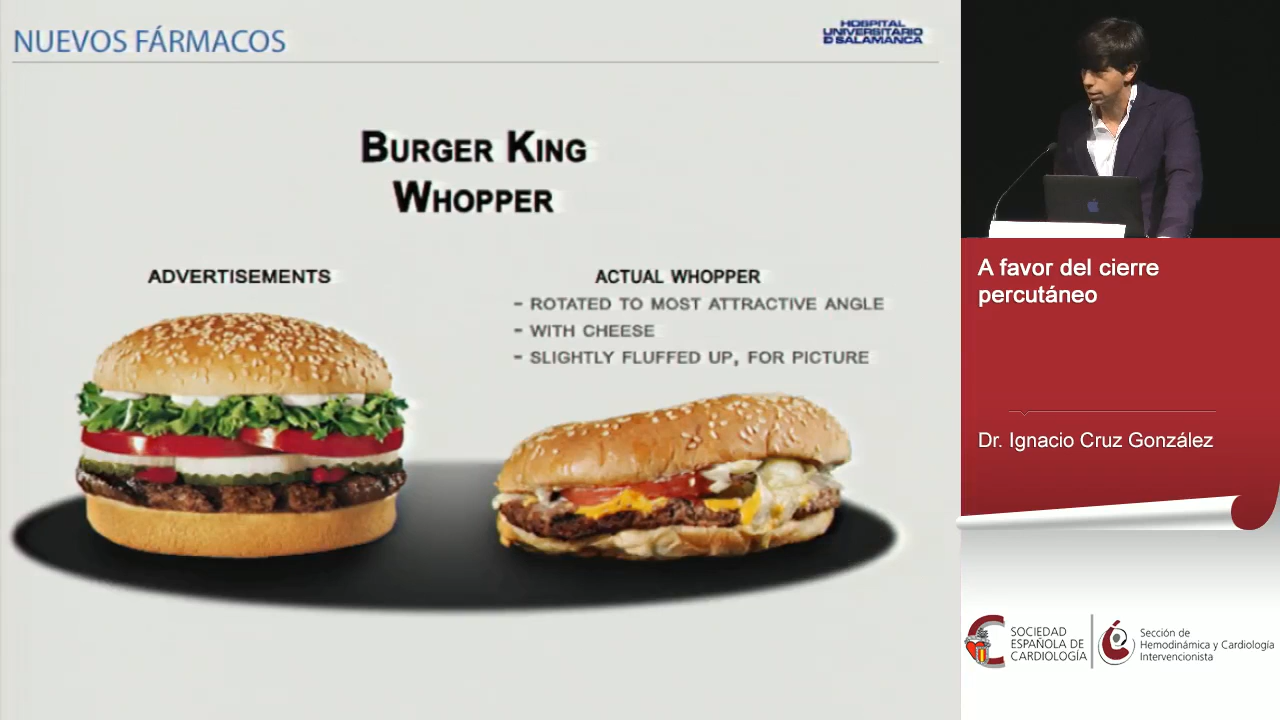 NUEVOS FÁRMACOS
HOSPITAL
UNIVERSITARIO
D SALAMANCA
BURGER KING
WHOPPER
ADVERTISEMENTS
ACTUAL WHOPPER
- ROTATED TO MOST ATTRACTIVE ANGLE
- WITH CHEESE
- SLIGHTLY FLUFFED UP, FOR PICTURE
A favor del cierre
percutáneo
Dr. Ignacio Cruz González
SOCIEDAD
ESPAÑOLA DE
CARDIOLOGÍA
Sección de
Hemodinámica y Cardiología
Intervencionista